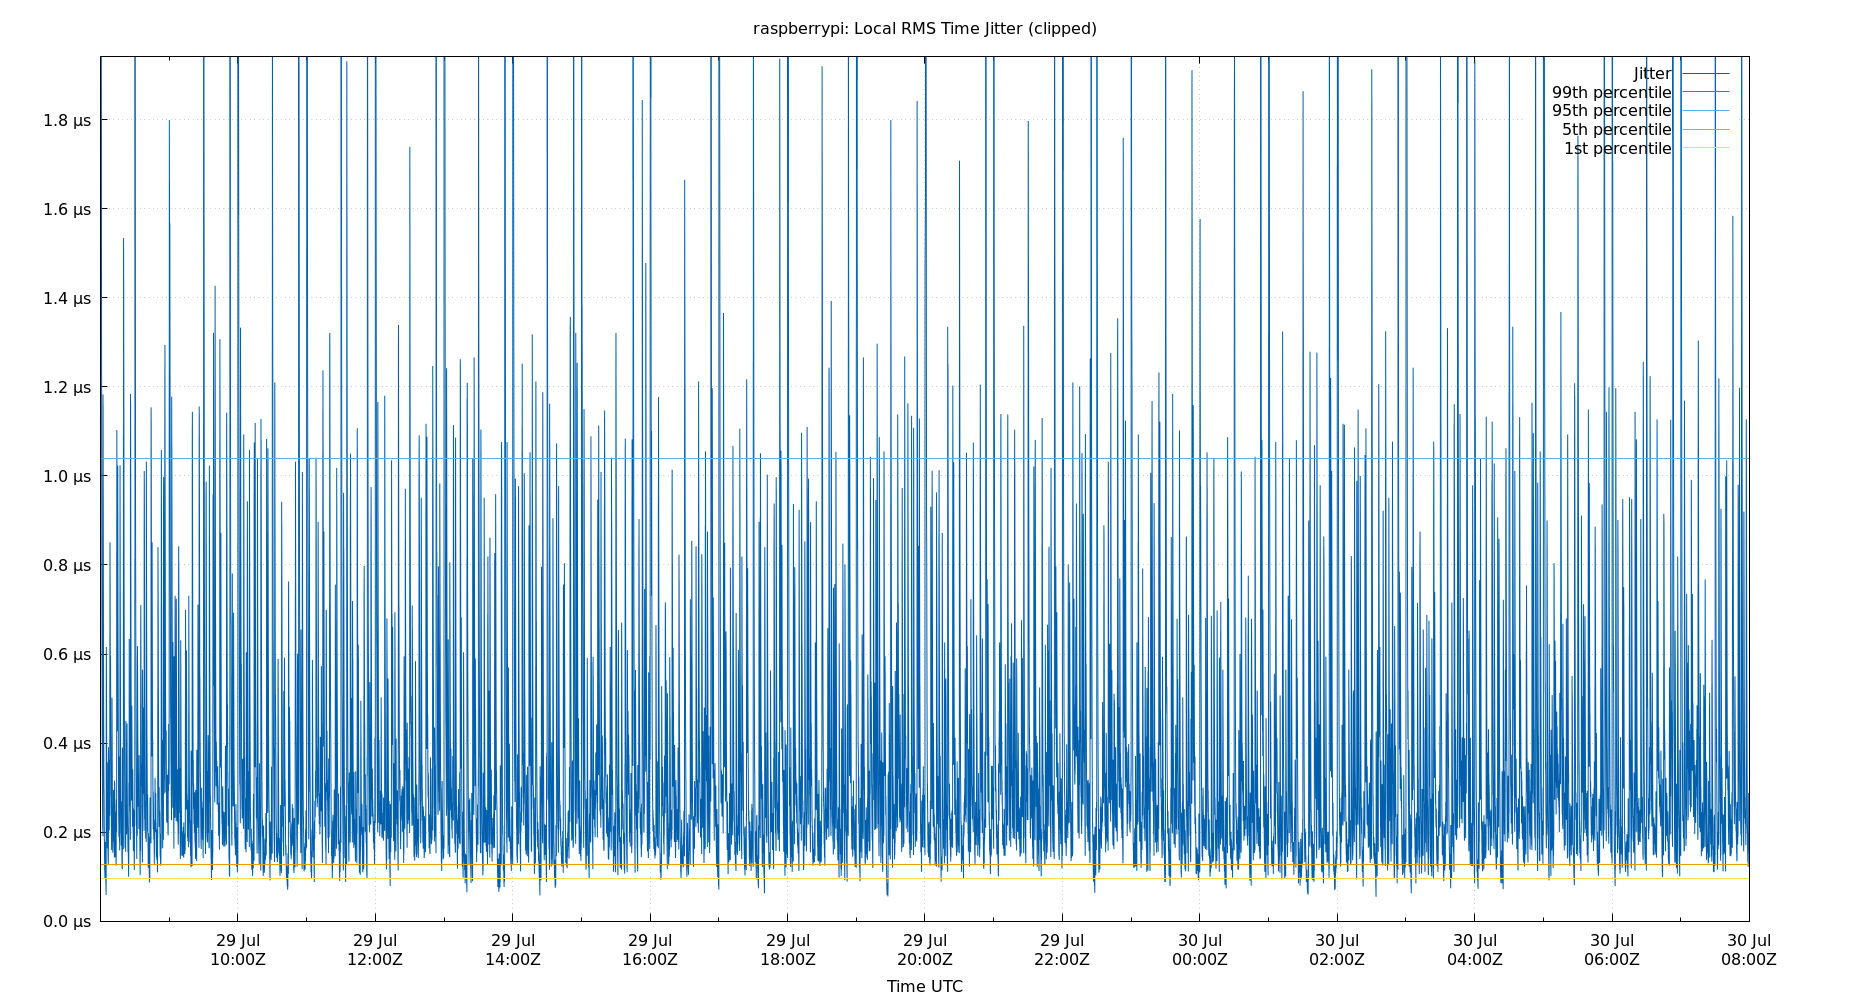 raspberrypi: Local RMS Time Jitter (clipped)
Jitter
99th percentile
95th percentile
5th percentile
1st percentile
1.8 µs
1.6 µs
1.4 µs
1.2 µs
1.0 µs
0.8 µs
0.6 µs
0.4 µs
0.2 µs
0.0 µs
29 Jul 29 Jul 29 Jul 29 Jul 29 Jul 29 Jul 29 Jul 30 Jul 30 Jul 30 Jul 30 Jul 30 Jul
10:00Z 12:00Z 14:00Z 16:00Z 18:00Z 20:00Z 22:00Z 00:00Z 02:00Z 04:00Z 06:00Z 08:00Z
Time UTC